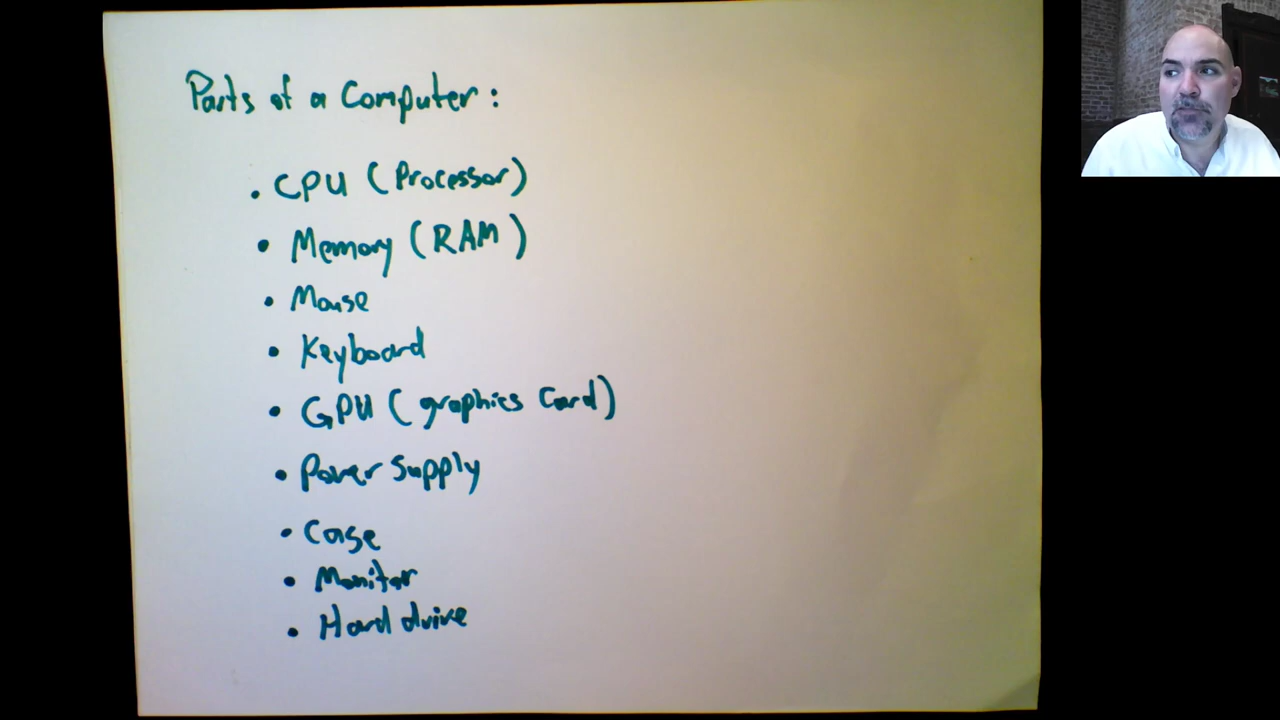 Parts of a Computer:
• CPU (Processor)
• Memory (RAM)
• Mouse
• Keyboard
• GPU (graphics Card)
• Power Supply
• Case
• Monitor
• Hard drive